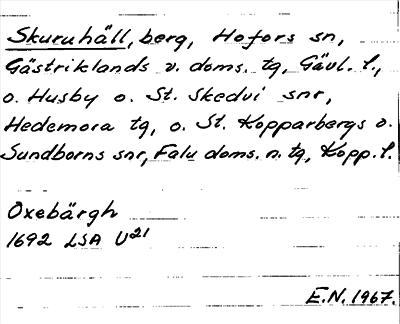 Skuruhäll, berg, Hofors sn,
Gästriklands v. doms. tg, Gävl. l.,
o. Husby o. St. Skedvi snr,
Hedemora tg, o. St. Kopparbergs o.
Sundborns snr, Falu doms. n. tg, Kopp. l.
Oxebärgh
1692 LSA U21
E.N. 1967.